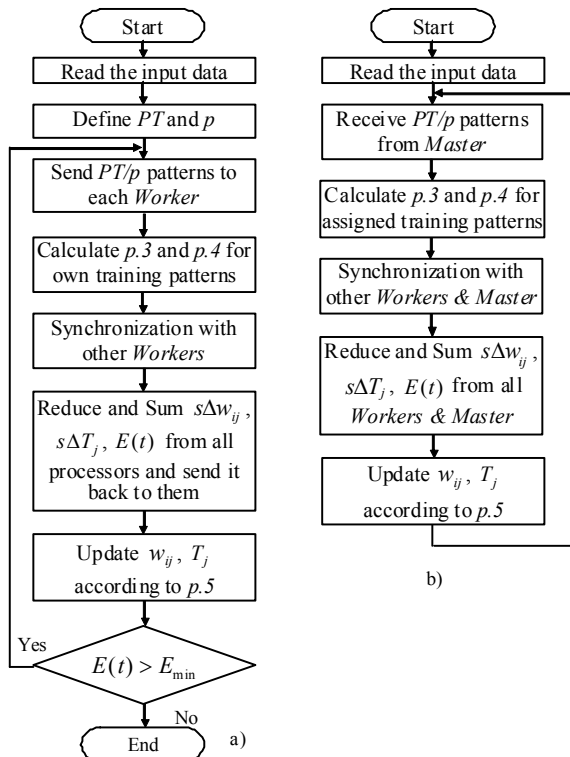 Start
Read the input data
Define PT and p
Send PT/p patterns to
each Worker
Calculate p.3 and p.4 for
own training patterns
Synchronization with
other Workers
Reduce and Sum sΔw_ij ,
sΔT_j , E(t) from all
processors and send it
back to them
Update w_ij , T_j
according to p.5
Yes
E(t) > E_min
No
End
a)
Start
Read the input data
Receive PT/p patterns
from Master
Calculate p.3 and p.4 for
assigned training patterns
Synchronization with
other Workers & Master
Reduce and Sum sΔw_ij ,
sΔT_j , E(t) from all
Workers & Master
Update w_ij , T_j
according to p.5
b)